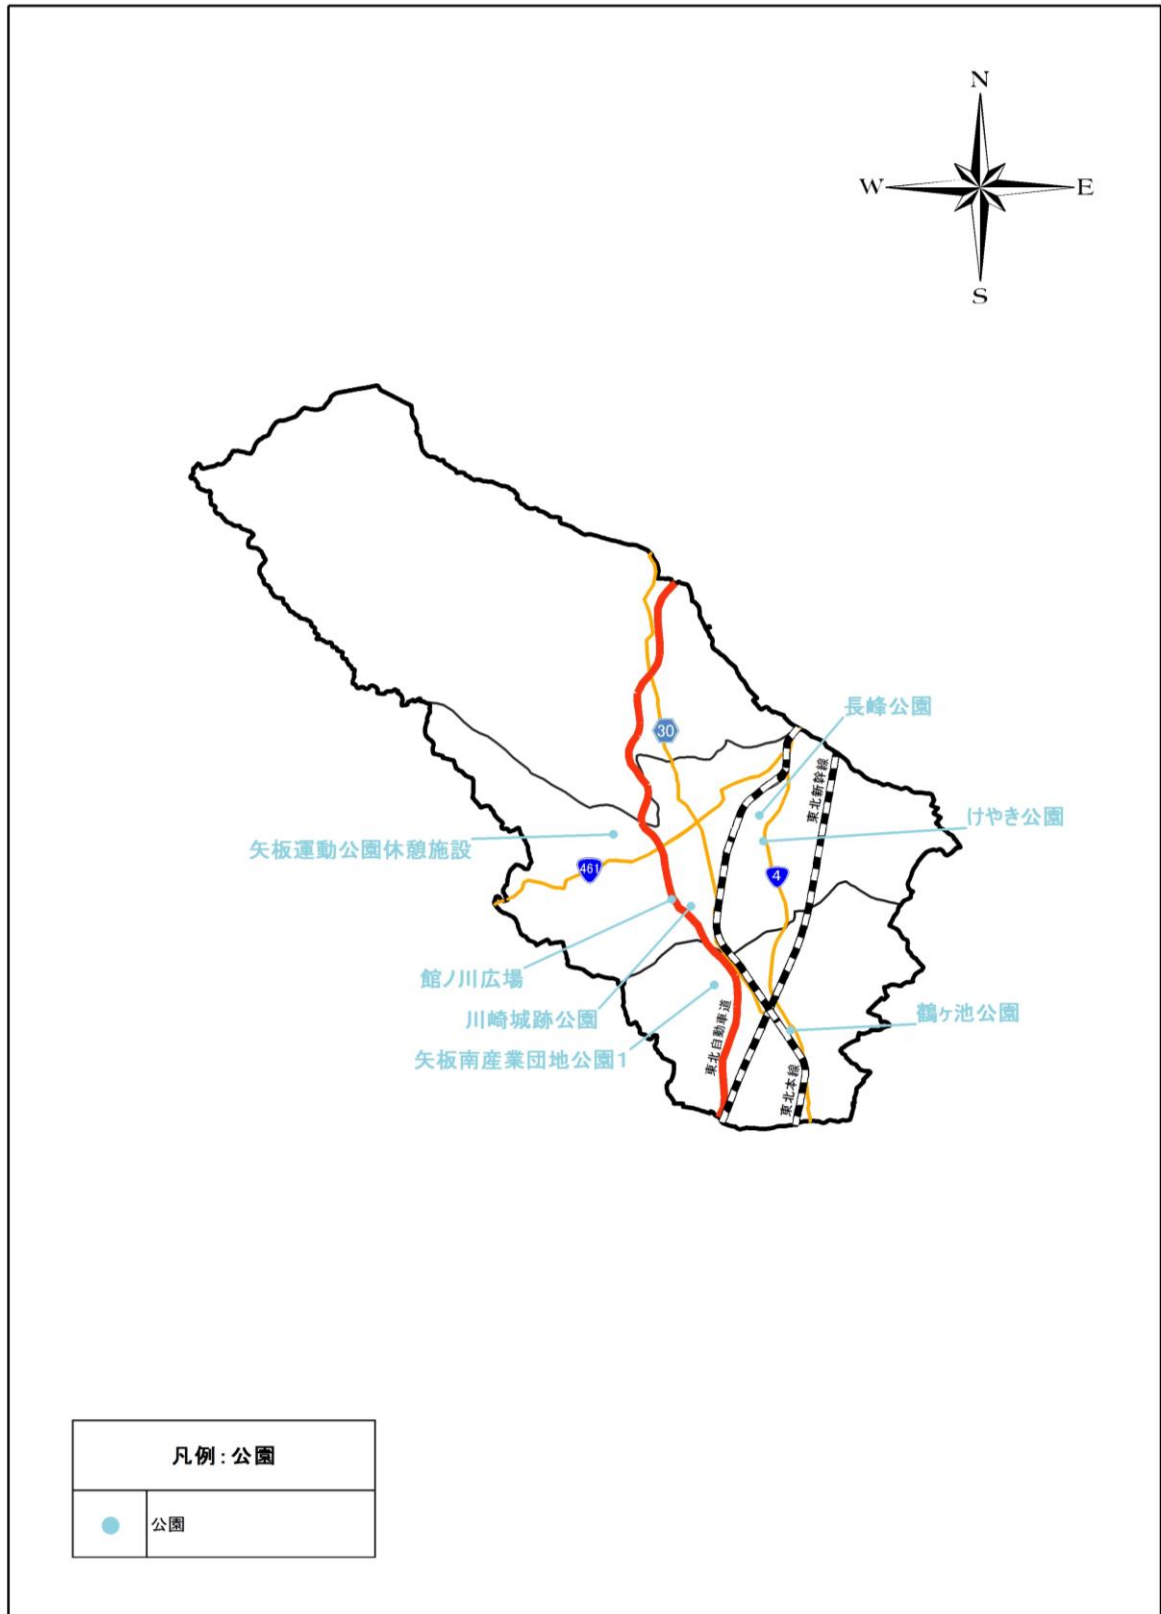 N
W
E
S
長峰公園
30
東北新幹線
けやき公園
矢板運動公園休憩施設
461
4
館ノ川広場
川崎城跡公園
鶴ヶ池公園
矢板南産業団地公園1
東北自動車道
東北本線
凡例:公園
公園